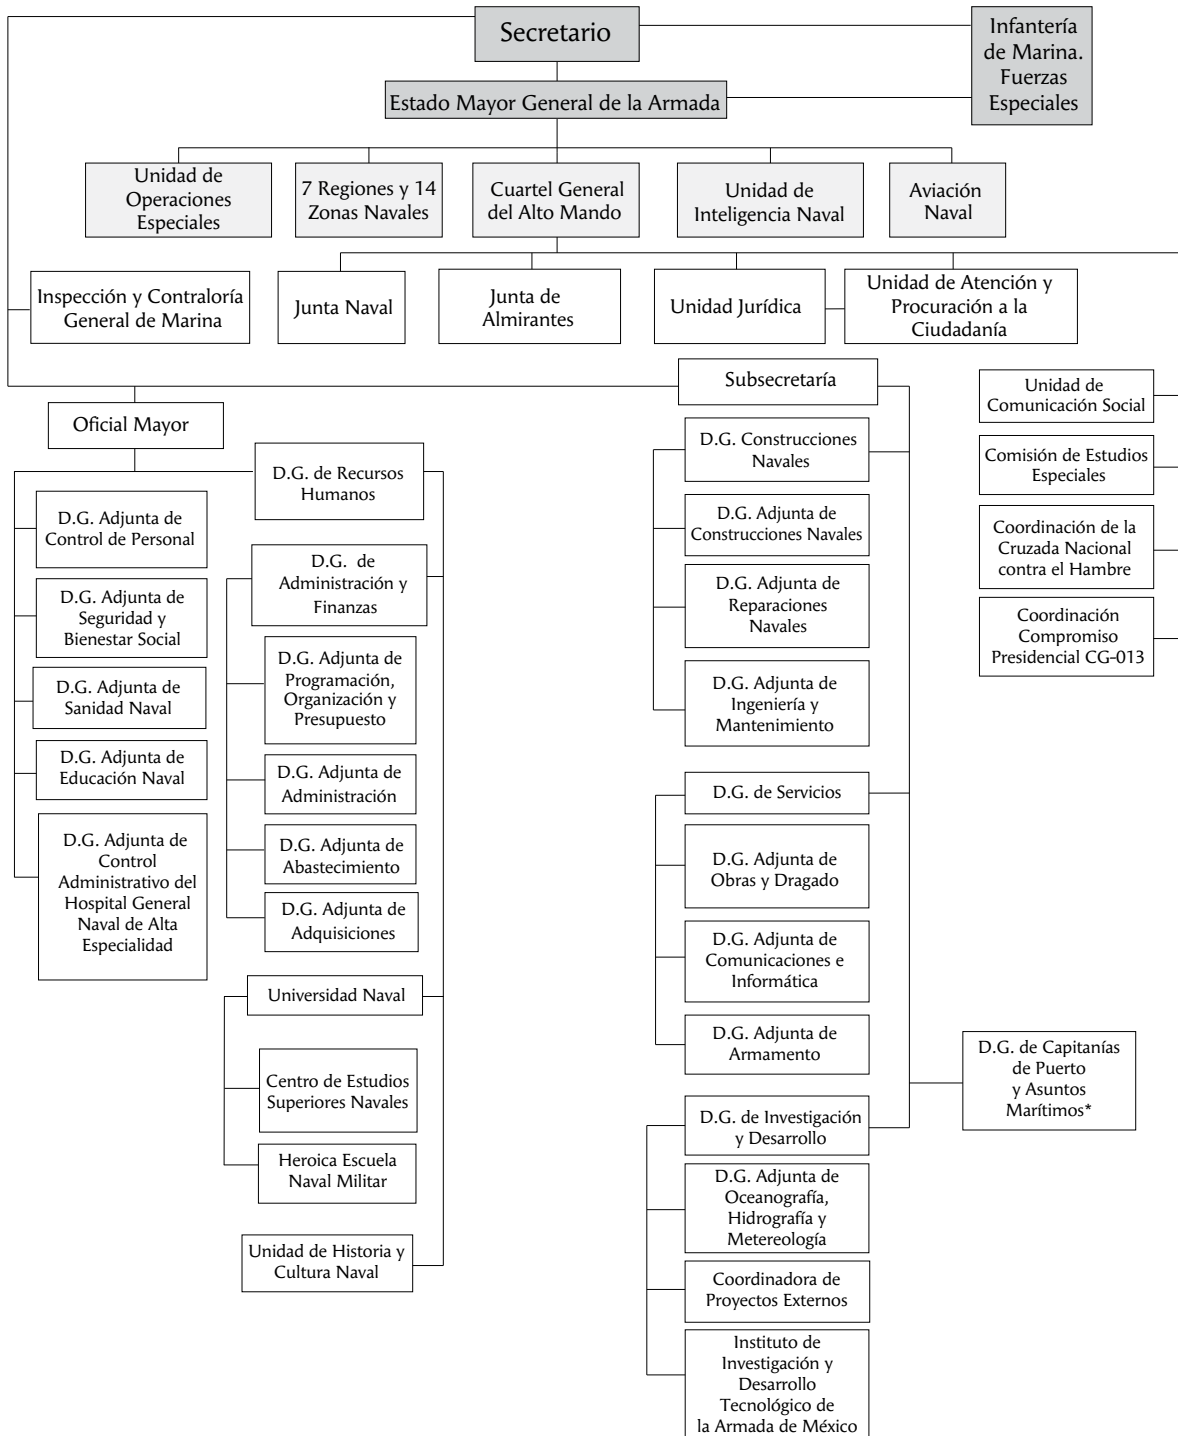 Secretario
Infantería
de Marina.
Fuerzas
Especiales
Estado Mayor General de la Armada
Unidad de
Operaciones
Especiales
7 Regiones y 14
Zonas Navales
Cuartel General
del Alto Mando
Unidad de
Inteligencia Naval
Aviación
Naval
Inspección y Contraloría
General de Marina
Junta Naval
Junta de
Almirantes
Unidad Jurídica
Unidad de Atención y
Procuración a la
Ciudadanía
Subsecretaría
Oficial Mayor
Unidad de
Comunicación Social
Comisión de Estudios
Especiales
Coordinación de la
Cruzada Nacional
contra el Hambre
Coordinación
Compromiso
Presidencial CG-013
D.G. de Recursos
Humanos
D.G. Adjunta de
Control de Personal
D.G. Adjunta de
Seguridad y
Bienestar Social
D.G. Adjunta de
Sanidad Naval
D.G. Adjunta de
Educación Naval
D.G. Adjunta de
Control
Administrativo del
Hospital General
Naval de Alta
Especialidad
D.G. de
Administración y
Finanzas
D.G. Adjunta de
Programación,
Organización y
Presupuesto
D.G. Adjunta de
Administración
D.G. Adjunta de
Abastecimiento
D.G. Adjunta de
Adquisiciones
Universidad Naval
Centro de Estudios
Superiores Navales
Heroica Escuela
Naval Militar
Unidad de Historia y
Cultura Naval
D.G. Construcciones
Navales
D.G. Adjunta de
Construcciones Navales
D.G. Adjunta de
Reparaciones
Navales
D.G. Adjunta de
Ingeniería y
Mantenimiento
D.G. de Servicios
D.G. Adjunta de
Obras y Dragado
D.G. Adjunta de
Comunicaciones e
Informática
D.G. Adjunta de
Armamento
D.G. de Capitanías
de Puerto
y Asuntos
Marítimos*
D.G. de Investigación
y Desarrollo
D.G. Adjunta de
Oceanografía,
Hidrografía y
Metereología
Coordinadora de
Proyectos Externos
Instituto de
Investigación y
Desarrollo
Tecnológico de
la Armada de México